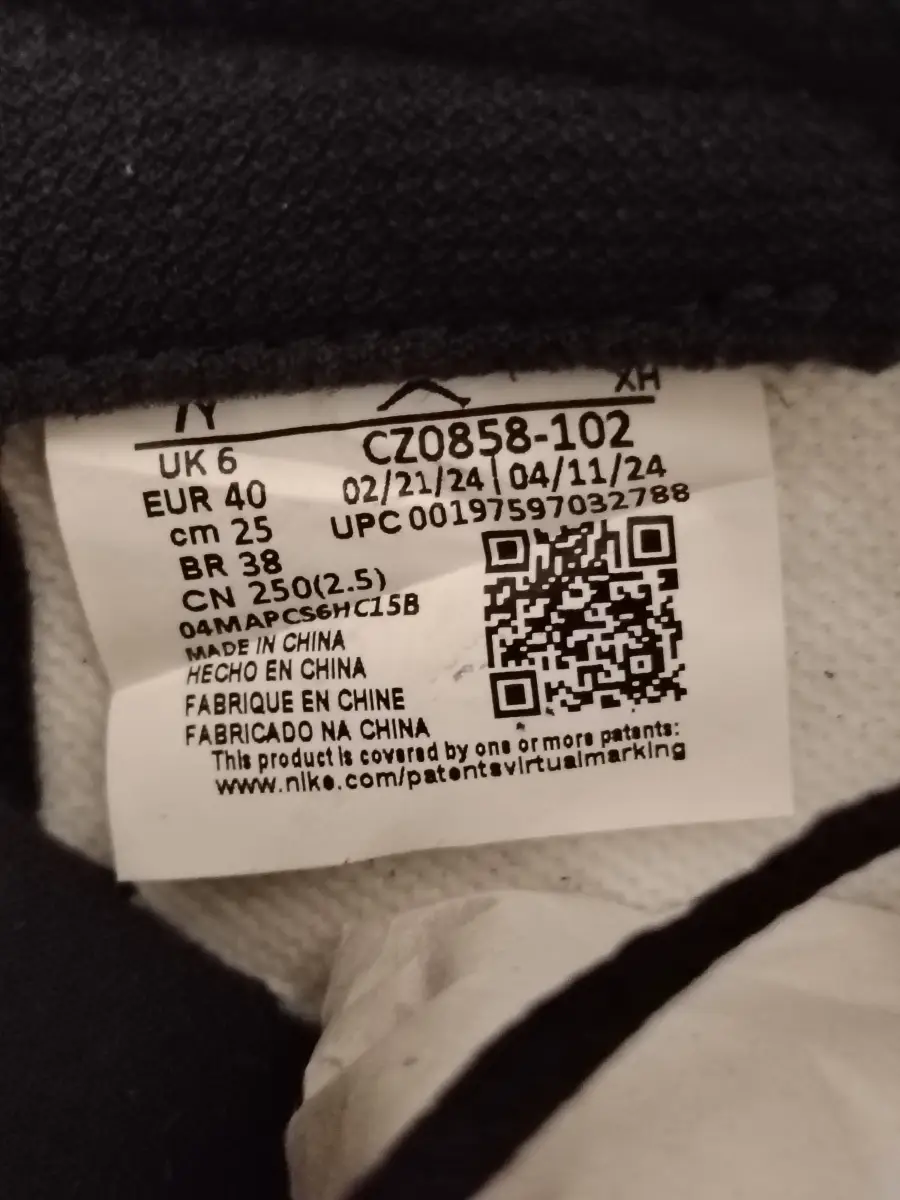 XH
UK 6
CZ0858-102
EUR 40
02/21/24 | 04/11/24
cm 25
UPC 00197597032788
BR 38
CN 250(2.5)
04MAPCS6HC15B
MADE IN CHINA
HECHO EN CHINA
FABRIQUE EN CHINE
FABRICADO NA CHINA
This product is covered by one or more patents:
www.nike.com/patentsvirtualmarking